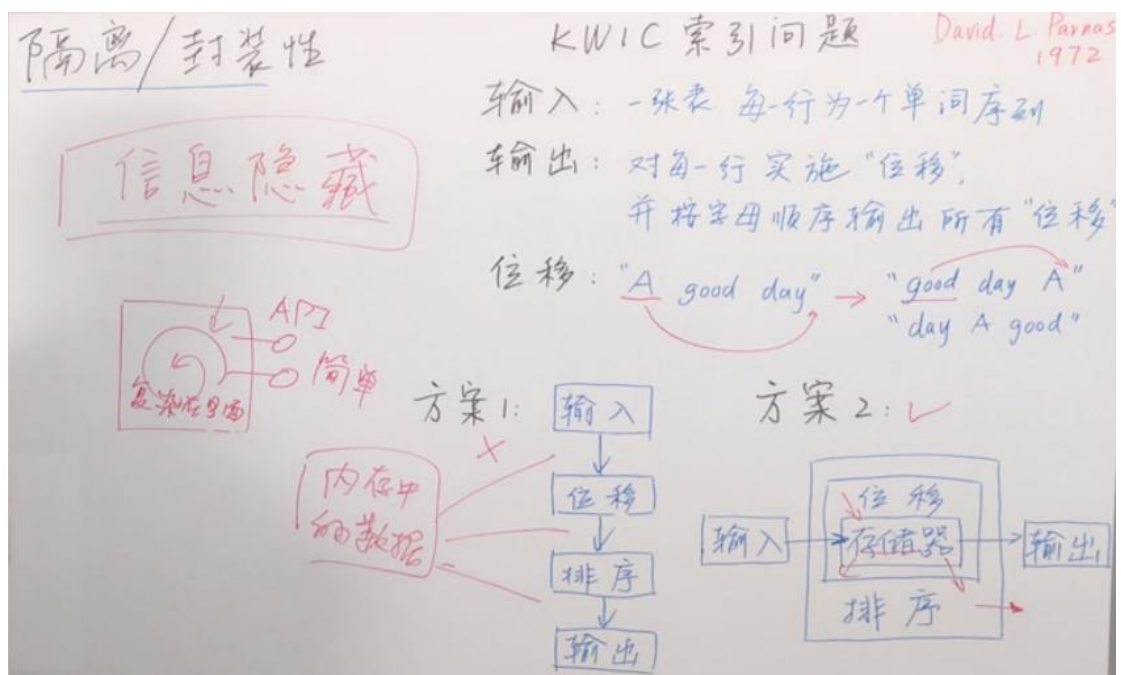 隔离/封装性
信息隐藏
API
简单
复杂在里面
KWIC 索引问题
David. L. Parnas
1972
输入: 一张表 每一行为一个单词序列
输出: 对每一行实施“位移”,
并按字母顺序输出所有“位移”
位移: "A good day" → "good day A"
"day A good"
方案1:
输入
位移
排序
输出
内存中
的数据
方案2: ✓
位移
输入 存储器 输出
排序